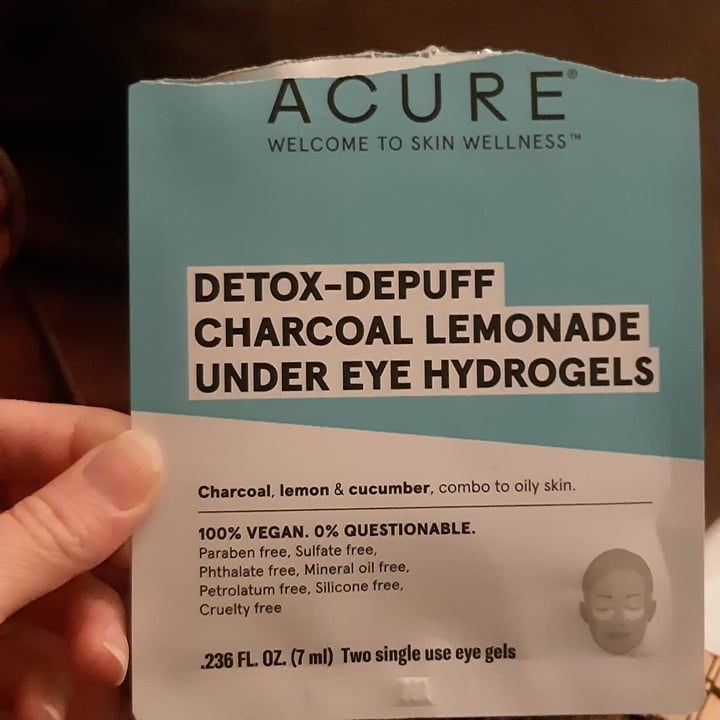 ACURE®
WELCOME TO SKIN WELLNESS™
DETOX-DEPUFF
CHARCOAL LEMONADE
UNDER EYE HYDROGELS
Charcoal, lemon & cucumber, combo to oily skin.
100% VEGAN. 0% QUESTIONABLE.
Paraben free, Sulfate free,
Phthalate free, Mineral oil free,
Petrolatum free, Silicone free,
Cruelty free
.236 FL. OZ. (7 ml) Two single use eye gels